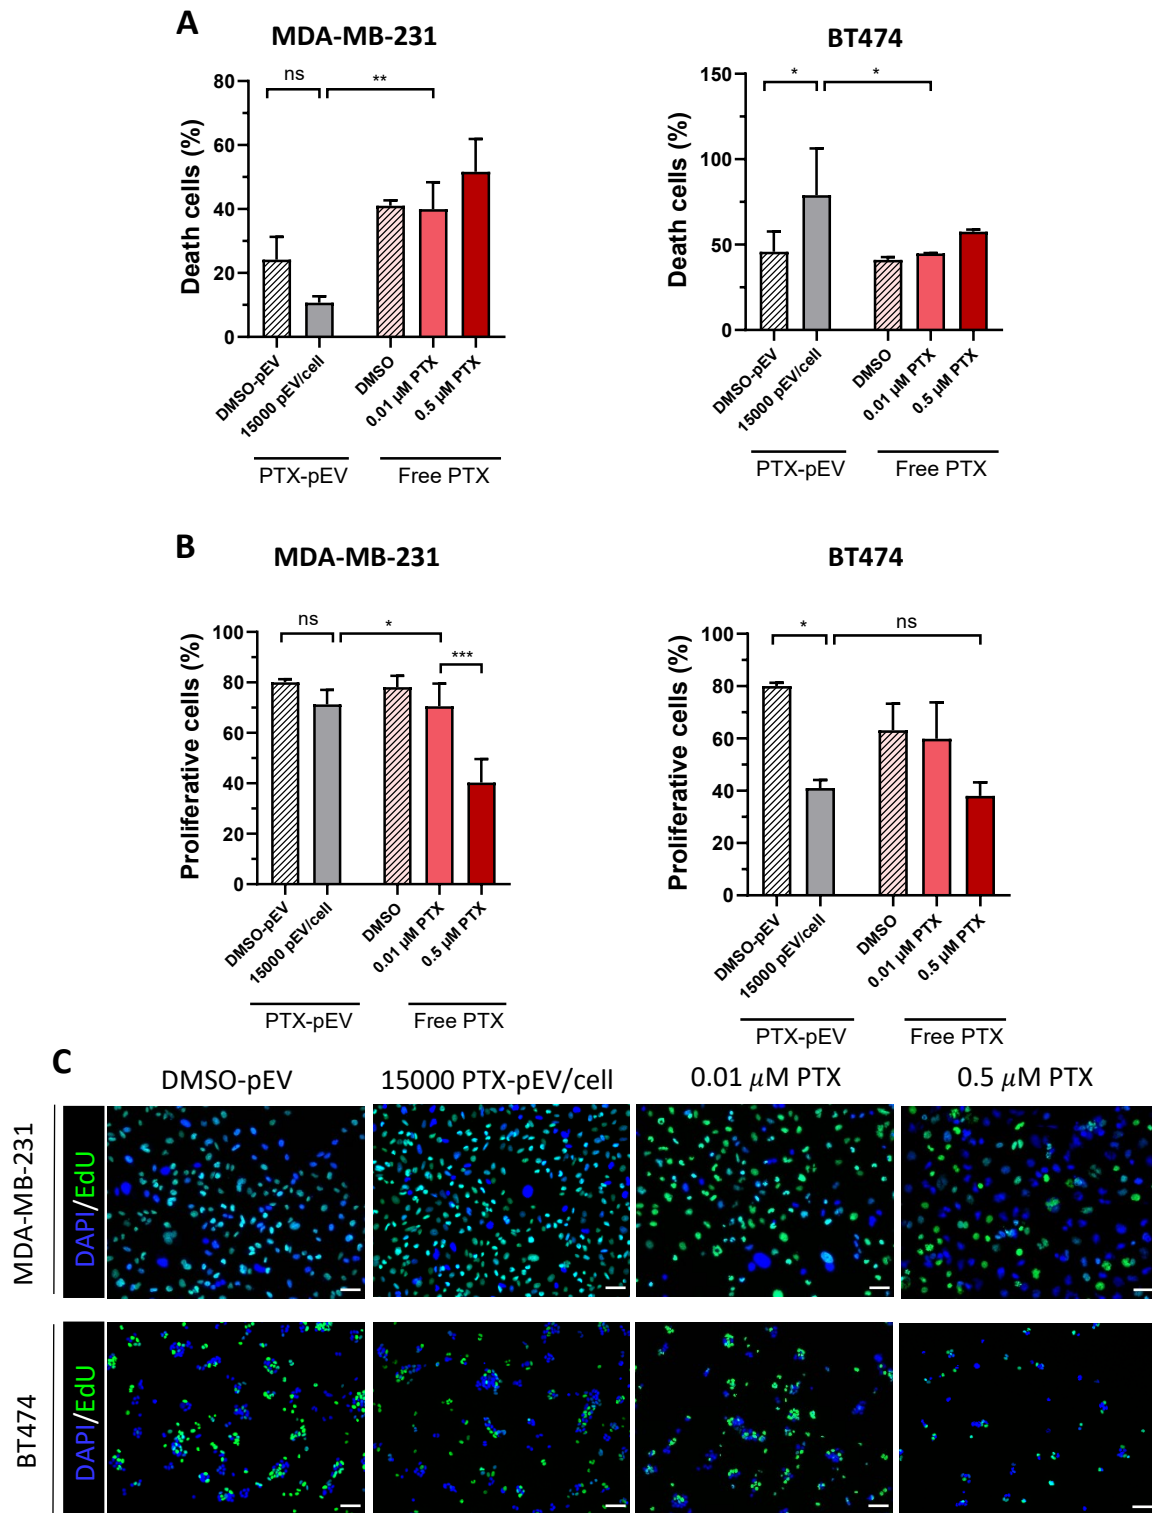 A
MDA-MB-231
BT474
ns
**
*
*
Death cells (%)
80
60
40
20
0
Death cells (%)
150
100
50
0
DMSO-pEV
15000 pEV/cell
DMSO
0.01 µM PTX
0.5 µM PTX
DMSO-pEV
15000 pEV/cell
DMSO
0.01 µM PTX
0.5 µM PTX
PTX-pEV
Free PTX
PTX-pEV
Free PTX
B
MDA-MB-231
BT474
ns
*
***
*
ns
Proliferative cells (%)
100
80
60
40
20
0
Proliferative cells (%)
100
80
60
40
20
0
DMSO-pEV
15000 pEV/cell
DMSO
0.01 µM PTX
0.5 µM PTX
DMSO-pEV
15000 pEV/cell
DMSO
0.01 µM PTX
0.5 µM PTX
PTX-pEV
Free PTX
PTX-pEV
Free PTX
C
DMSO-pEV
15000 PTX-pEV/cell
0.01 µM PTX
0.5 µM PTX
MDA-MB-231
DAPI/EdU
BT474
DAPI/EdU